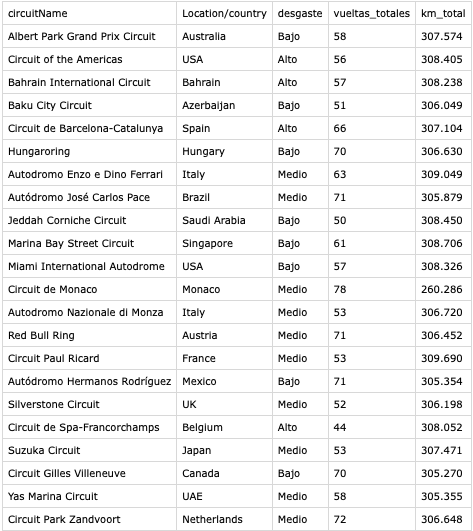 circuitName Location/country desgaste vueltas_totales km_total
Albert Park Grand Prix Circuit Australia Bajo 58 307.574
Circuit of the Americas USA Alto 56 308.405
Bahrain International Circuit Bahrain Alto 57 308.238
Baku City Circuit Azerbaijan Bajo 51 306.049
Circuit de Barcelona-Catalunya Spain Alto 66 307.104
Hungaroring Hungary Bajo 70 306.630
Autodromo Enzo e Dino Ferrari Italy Medio 63 309.049
Autódromo José Carlos Pace Brazil Medio 71 305.879
Jeddah Corniche Circuit Saudi Arabia Bajo 50 308.450
Marina Bay Street Circuit Singapore Bajo 61 308.706
Miami International Autodrome USA Bajo 57 308.326
Circuit de Monaco Monaco Medio 78 260.286
Autodromo Nazionale di Monza Italy Medio 53 306.720
Red Bull Ring Austria Medio 71 306.452
Circuit Paul Ricard France Medio 53 309.690
Autódromo Hermanos Rodríguez Mexico Bajo 71 305.354
Silverstone Circuit UK Medio 52 306.198
Circuit de Spa-Francorchamps Belgium Alto 44 308.052
Suzuka Circuit Japan Medio 53 307.471
Circuit Gilles Villeneuve Canada Bajo 70 305.270
Yas Marina Circuit UAE Medio 58 305.355
Circuit Park Zandvoort Netherlands Medio 72 306.648